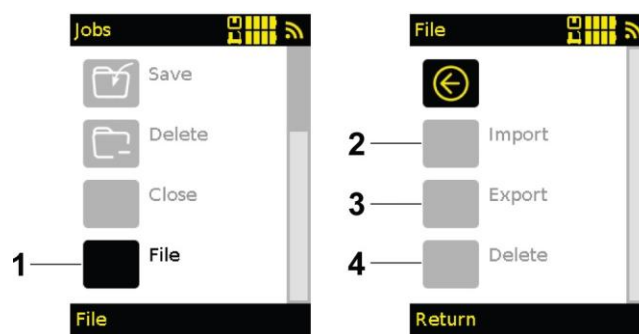 Jobs
Save
Delete
Close
1
File
File
File
2
Import
3
Export
4
Delete
Return